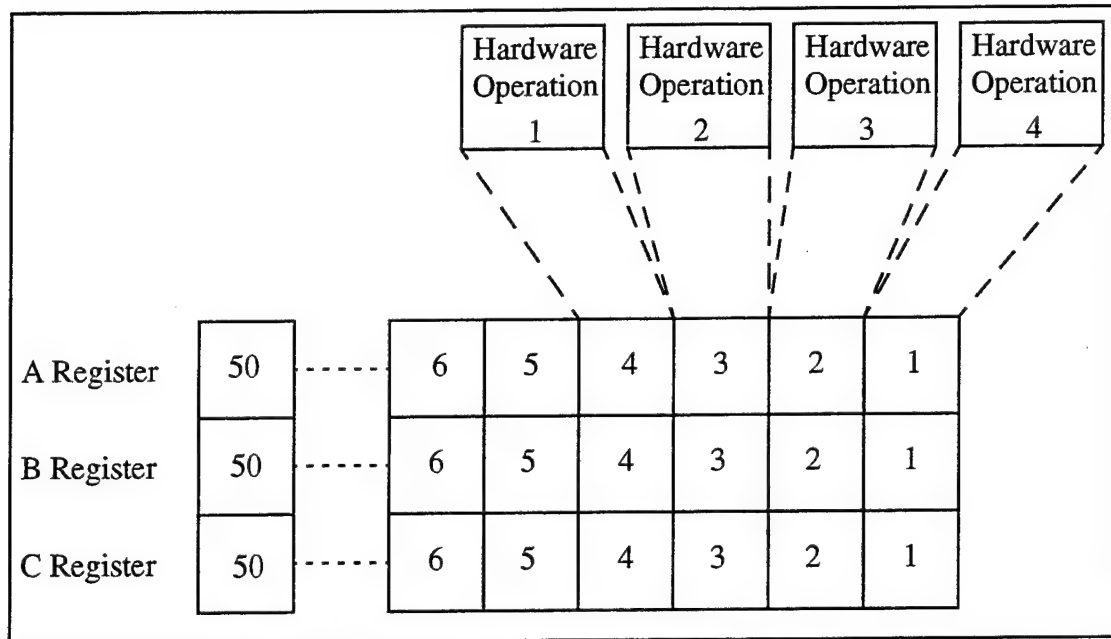 Hardware Operation 1
Hardware Operation 2
Hardware Operation 3
Hardware Operation 4
A Register 50 6 5 4 3 2 1
B Register 50 6 5 4 3 2 1
C Register 50 6 5 4 3 2 1